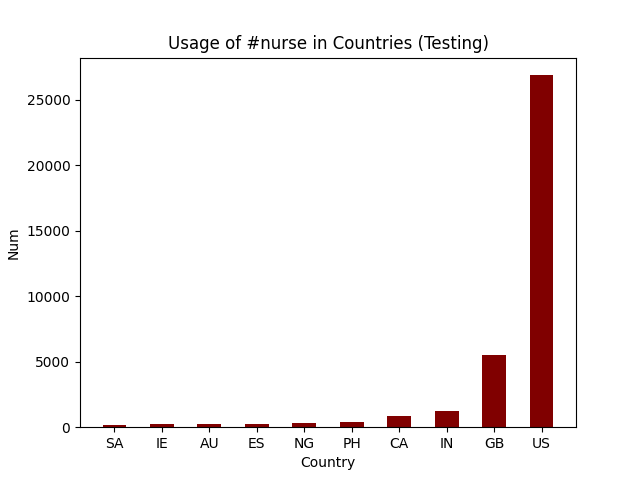 Usage of #nurse in Countries (Testing)
25000
20000
15000
10000
5000
0
Num
SA IE AU ES NG PH CA IN GB US
Country